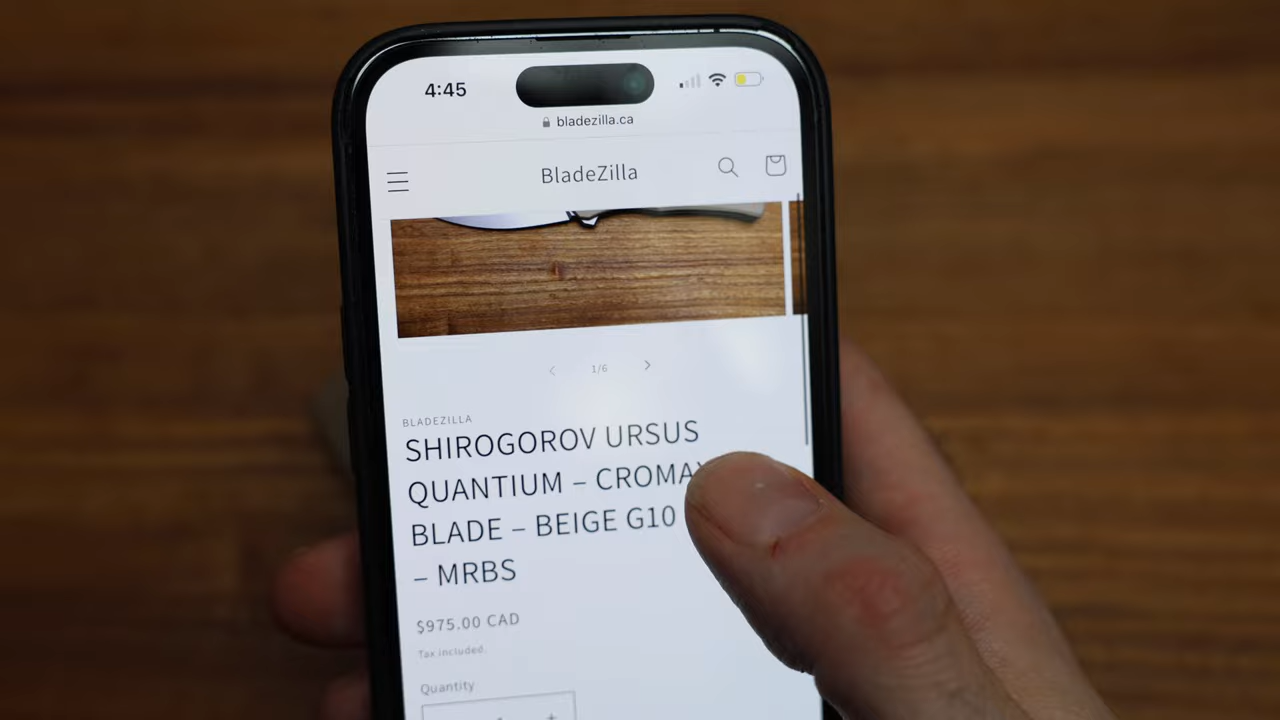 4:45
bladezilla.ca
BladeZilla
1/6
BLADEZILLA
SHIROGOROV URSUS
QUANTIUM – CROMAX
BLADE – BEIGE G10
– MRBS
$975.00 CAD
Tax included.
Quantity